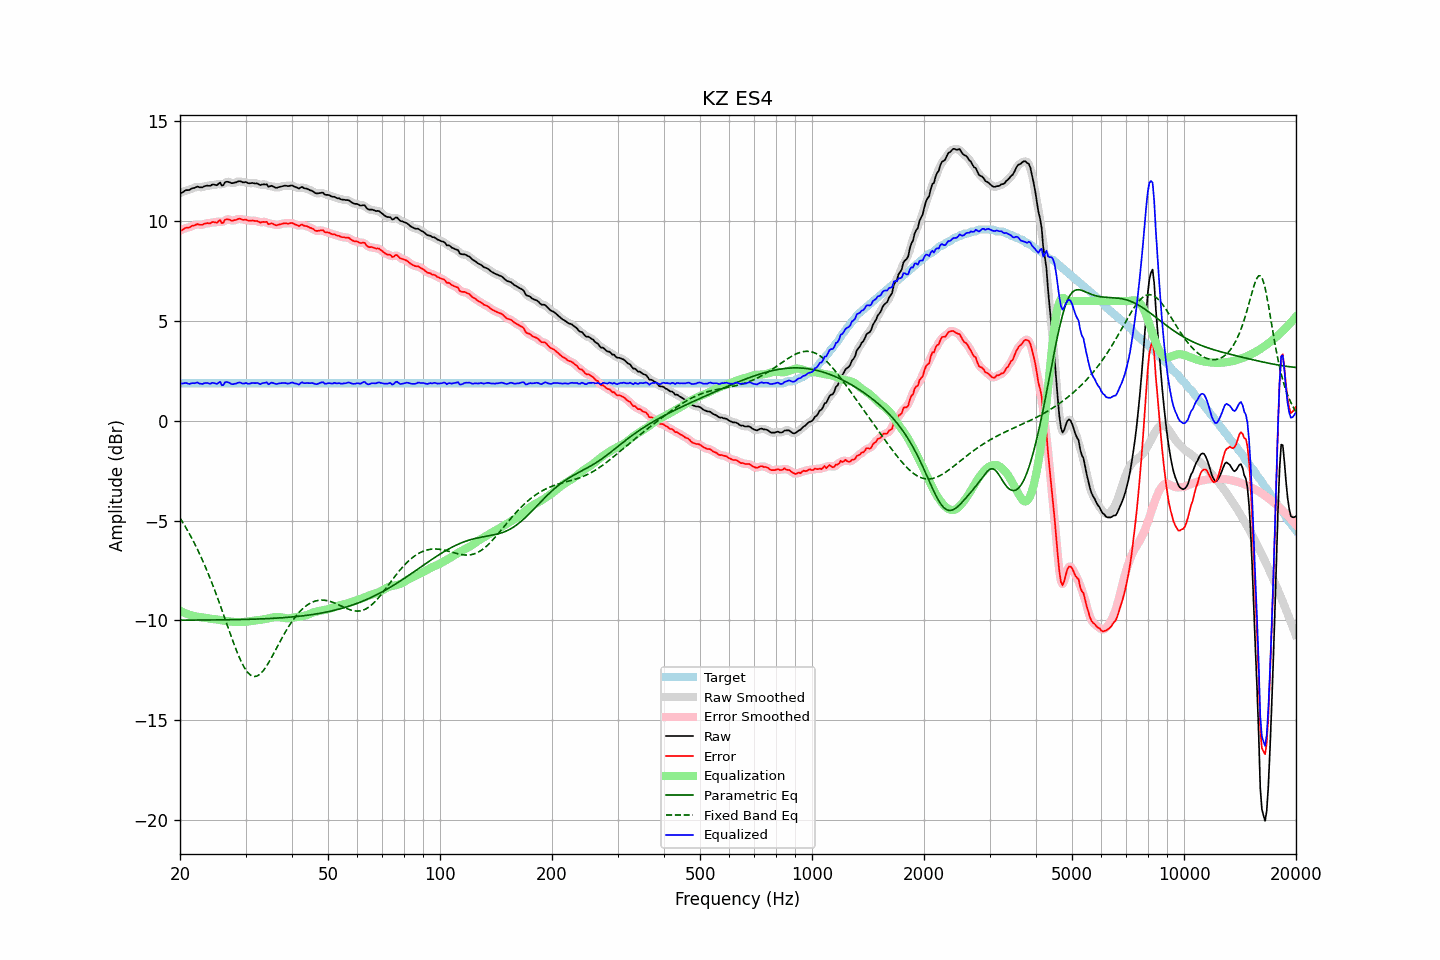 KZ ES4
15
10
5
0
−5
−10
−15
−20
Amplitude (dBr)
20
50
100
200
500
1000
2000
5000
10000
20000
Frequency (Hz)
Target
Raw Smoothed
Error Smoothed
Raw
Error
Equalization
Parametric Eq
Fixed Band Eq
Equalized